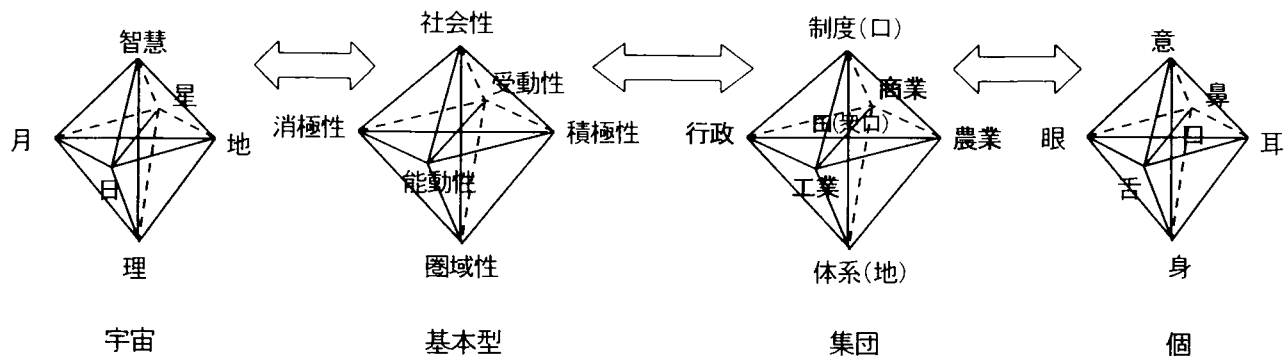 智慧
星
月
地
日
理
宇宙
社会性
受動性
消極性
積極性
能動性
圏域性
基本型
制度(口)
商業
行政
農業
工業
体系(地)
集団
意
鼻
眼
口
耳
舌
身
個